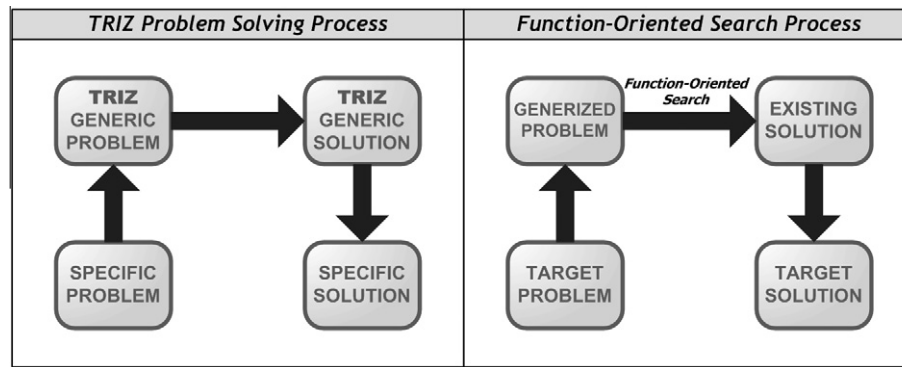 TRIZ Problem Solving Process
Function-Oriented Search Process
TRIZ
GENERIC
PROBLEM
TRIZ
GENERIC
SOLUTION
SPECIFIC
PROBLEM
SPECIFIC
SOLUTION
GENERIZED
PROBLEM
Function-Oriented
Search
EXISTING
SOLUTION
TARGET
PROBLEM
TARGET
SOLUTION